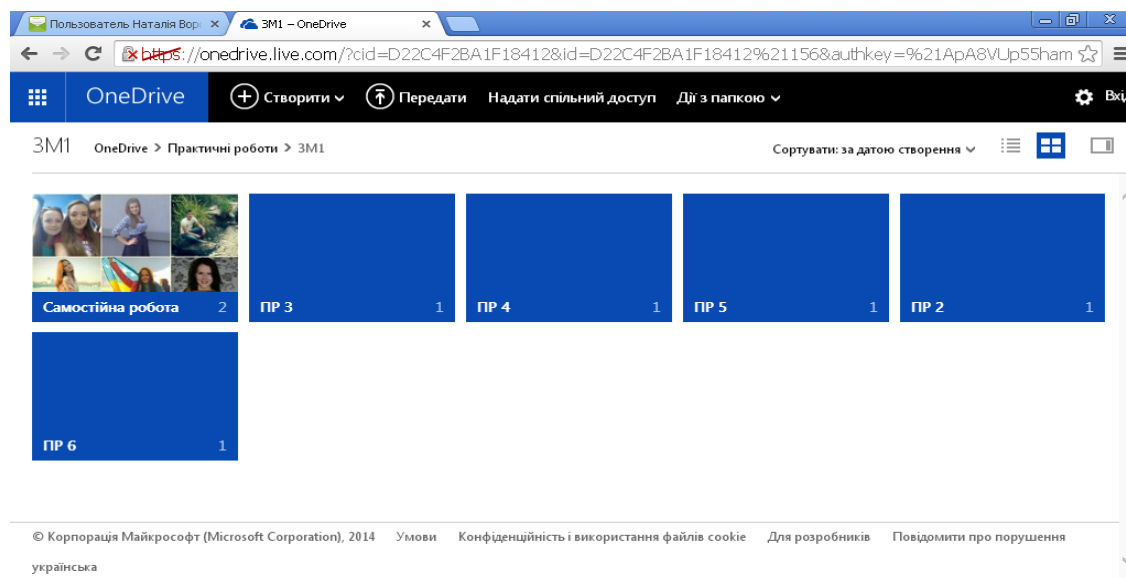 Пользователь Наталія Вор
ЗМ1 – OneDrive
https://onedrive.live.com/?cid=D22C4F2BA1F18412&id=D22C4F2BA1F18412%21156&authkey=%21ApA8VUp55ham
OneDrive Створити Передати Надати спільний доступ Дії з папкою
ЗМ1 OneDrive > Практичні роботи > ЗМ1 Сортувати: за датою створення
Самостійна робота 2 ПР 3 1 ПР 4 1 ПР 5 1 ПР 2 1
ПР 6 1
© Корпорація Майкрософт (Microsoft Corporation), 2014 Умови Конфіденційність і використання файлів cookie Для розробників Повідомити про порушення
українська